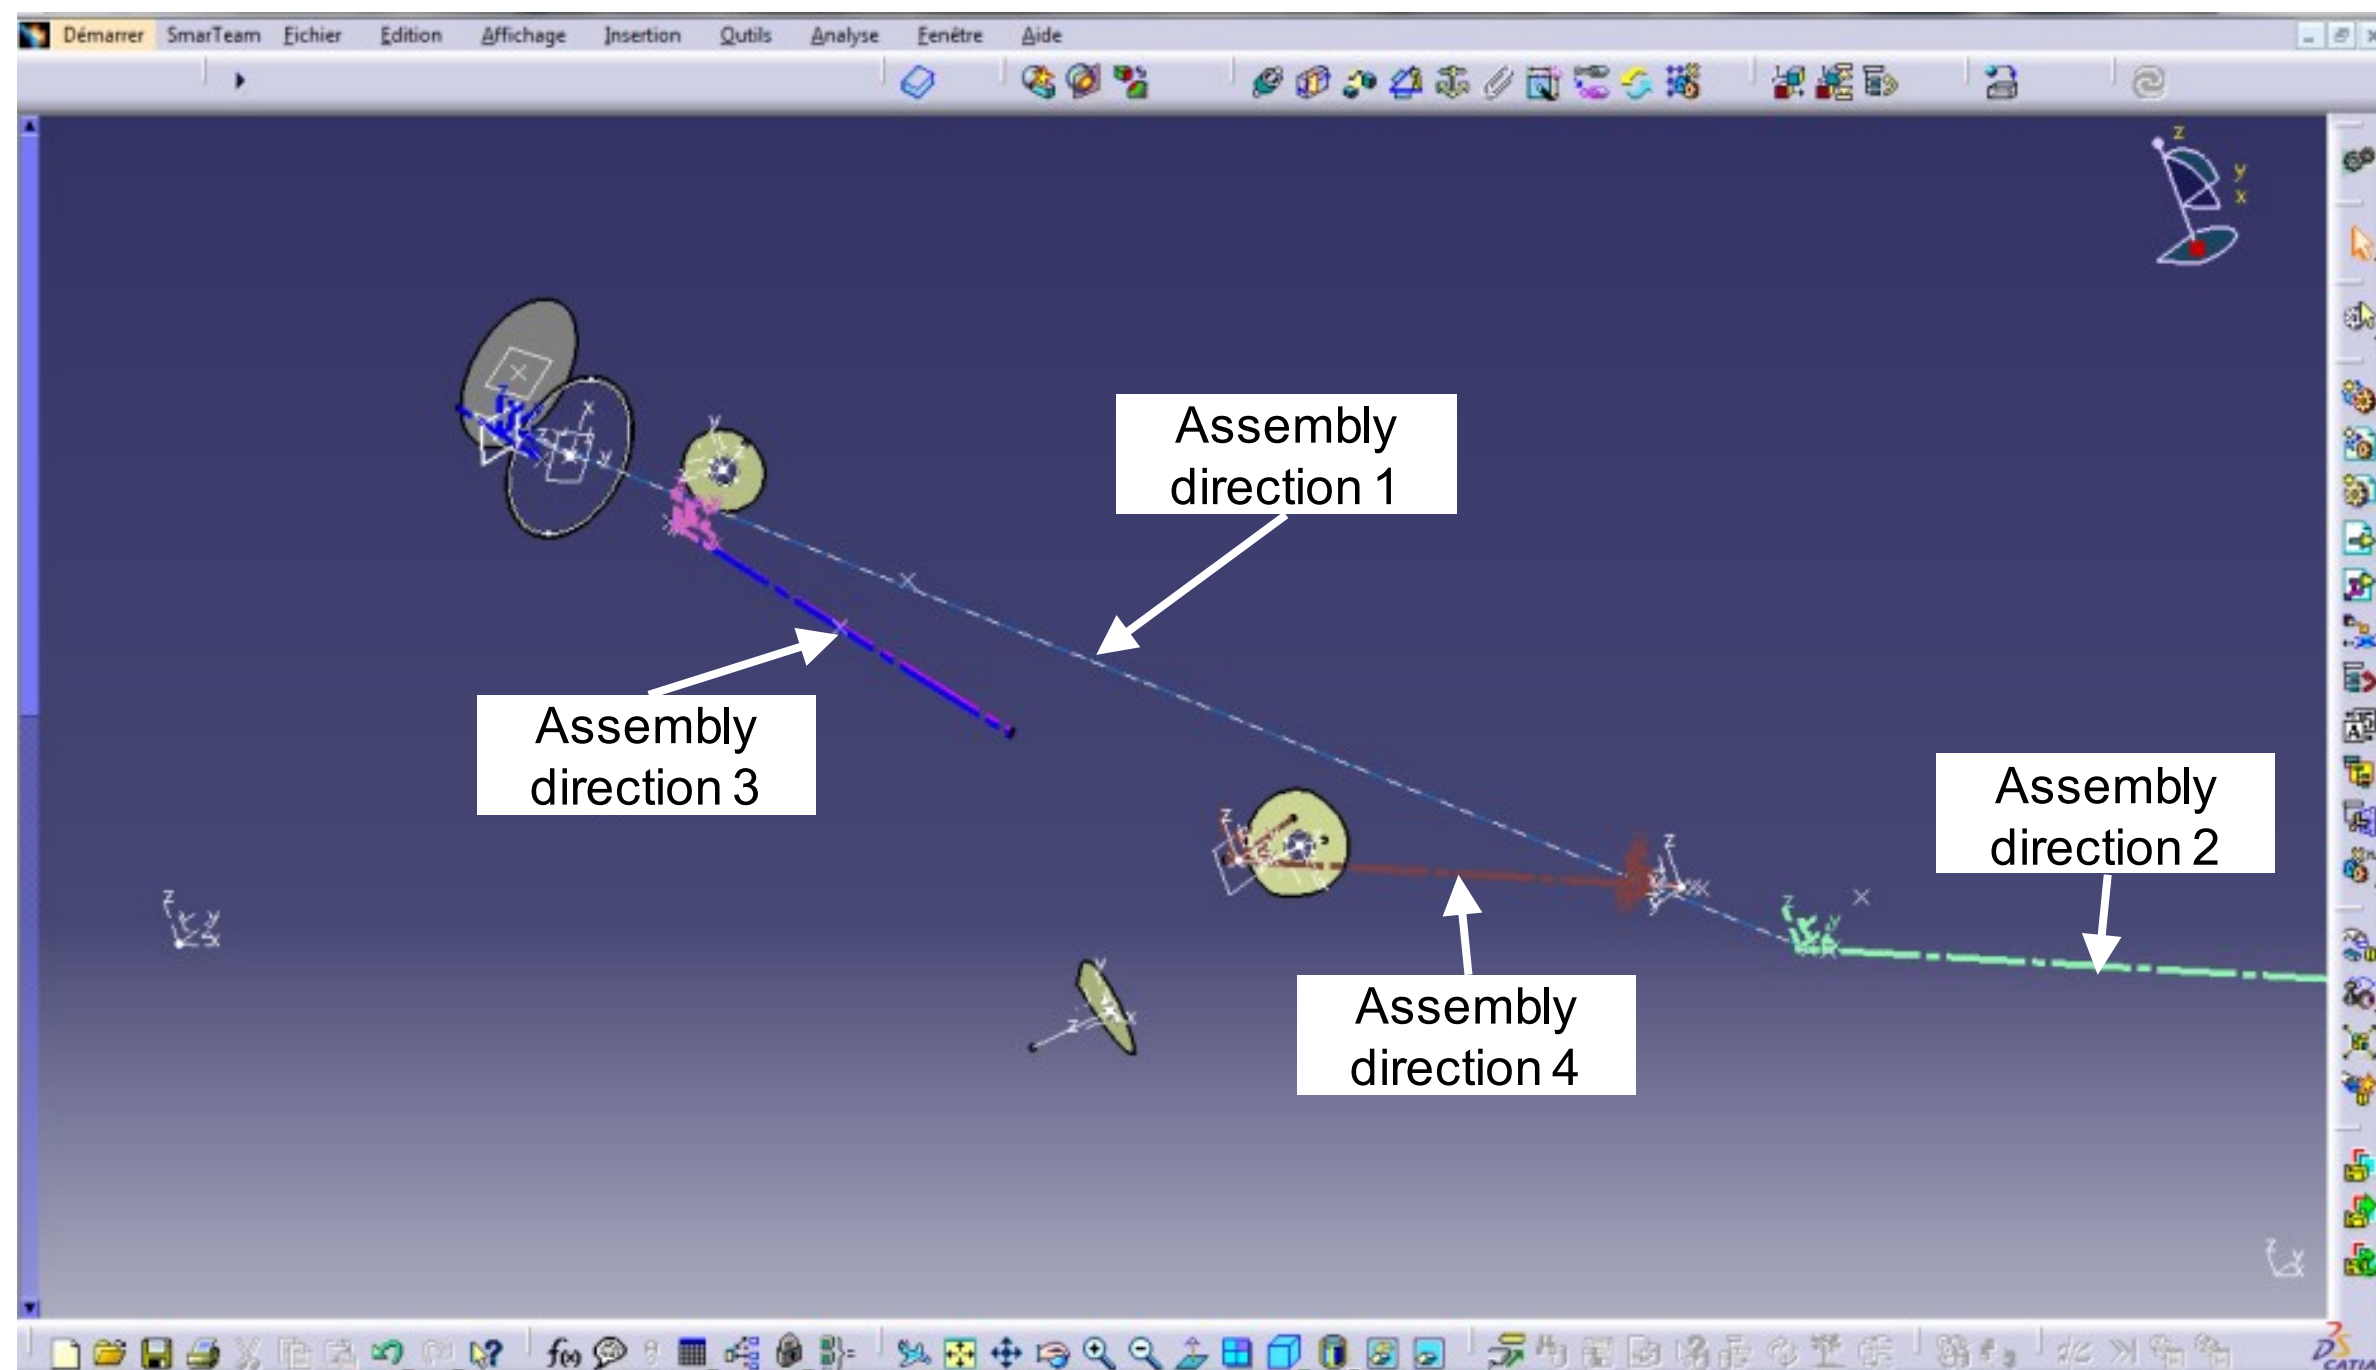 Démarrer SmarTeam Fichier Edition Affichage Insertion Outils Analyse Fenêtre Aide
z
y
x
Assembly
direction 1
Assembly
direction 3
Assembly
direction 2
Assembly
direction 4